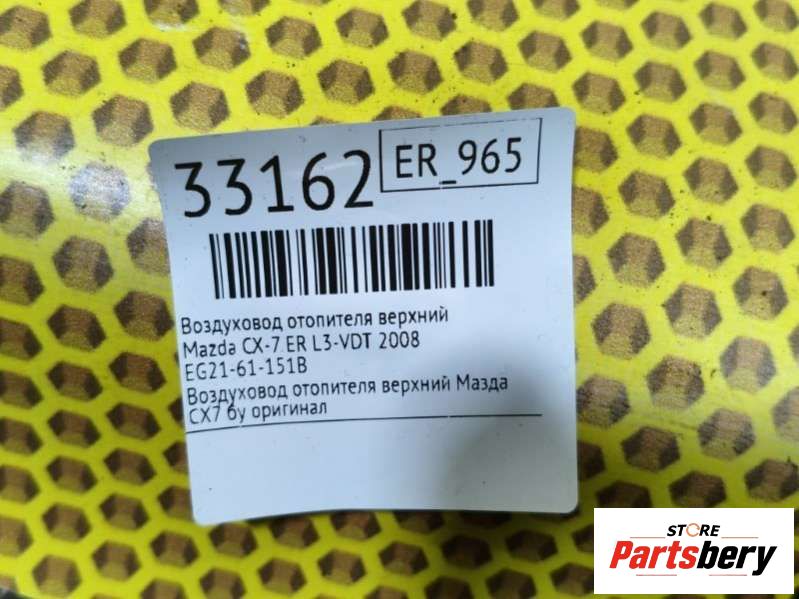 33162
ER_965
Воздуховод отопителя верхний
Mazda CX-7 ER L3-VDT 2008
EG21-61-151B
Воздуховод отопителя верхний Мазда
CX7 бу оригинал
STORE
Partsbery